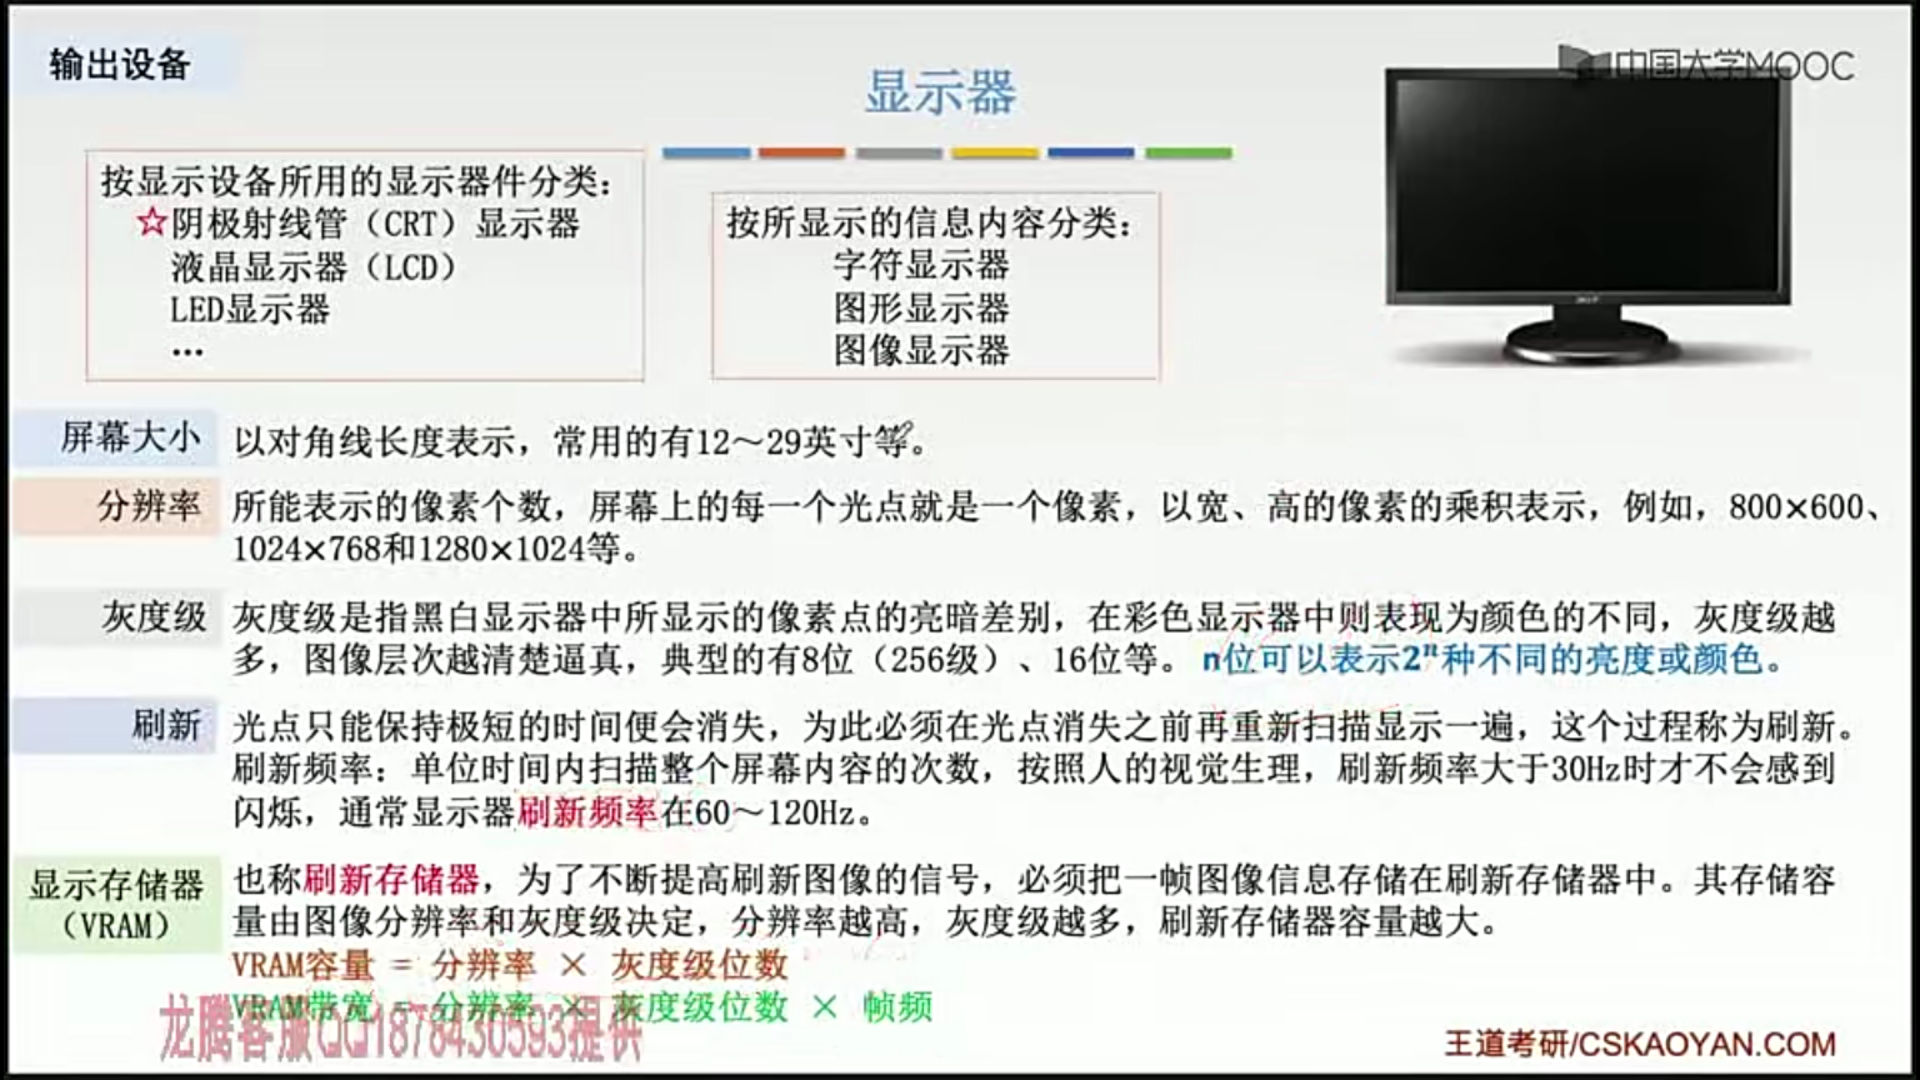 输出设备
中国大学MOOC
显示器
按显示设备所用的显示器件分类：
☆阴极射线管（CRT）显示器
液晶显示器（LCD）
LED显示器
…
按所显示的信息内容分类：
字符显示器
图形显示器
图像显示器
acer
屏幕大小
以对角线长度表示，常用的有12～29英寸等。
分辨率
所能表示的像素个数，屏幕上的每一个光点就是一个像素，以宽、高的像素的乘积表示，例如，800×600、
1024×768和1280×1024等。
灰度级
灰度级是指黑白显示器中所显示的像素点的亮暗差别，在彩色显示器中则表现为颜色的不同，灰度级越
多，图像层次越清楚逼真，典型的有8位（256级）、16位等。 n位可以表示2ⁿ种不同的亮度或颜色。
刷新
光点只能保持极短的时间便会消失，为此必须在光点消失之前再重新扫描显示一遍，这个过程称为刷新。
刷新频率：单位时间内扫描整个屏幕内容的次数，按照人的视觉生理，刷新频率大于30Hz时才不会感到
闪烁，通常显示器刷新频率在60～120Hz。
显示存储器
（VRAM）
也称刷新存储器，为了不断提高刷新图像的信号，必须把一帧图像信息存储在刷新存储器中。其存储容
量由图像分辨率和灰度级决定，分辨率越高，灰度级越多，刷新存储器容量越大。
VRAM容量 = 分辨率 × 灰度级位数
VRAM带宽 = 分辨率 × 灰度级位数 × 帧频
龙腾客服QQ1878430593提供
王道考研/CSKAOYAN.COM